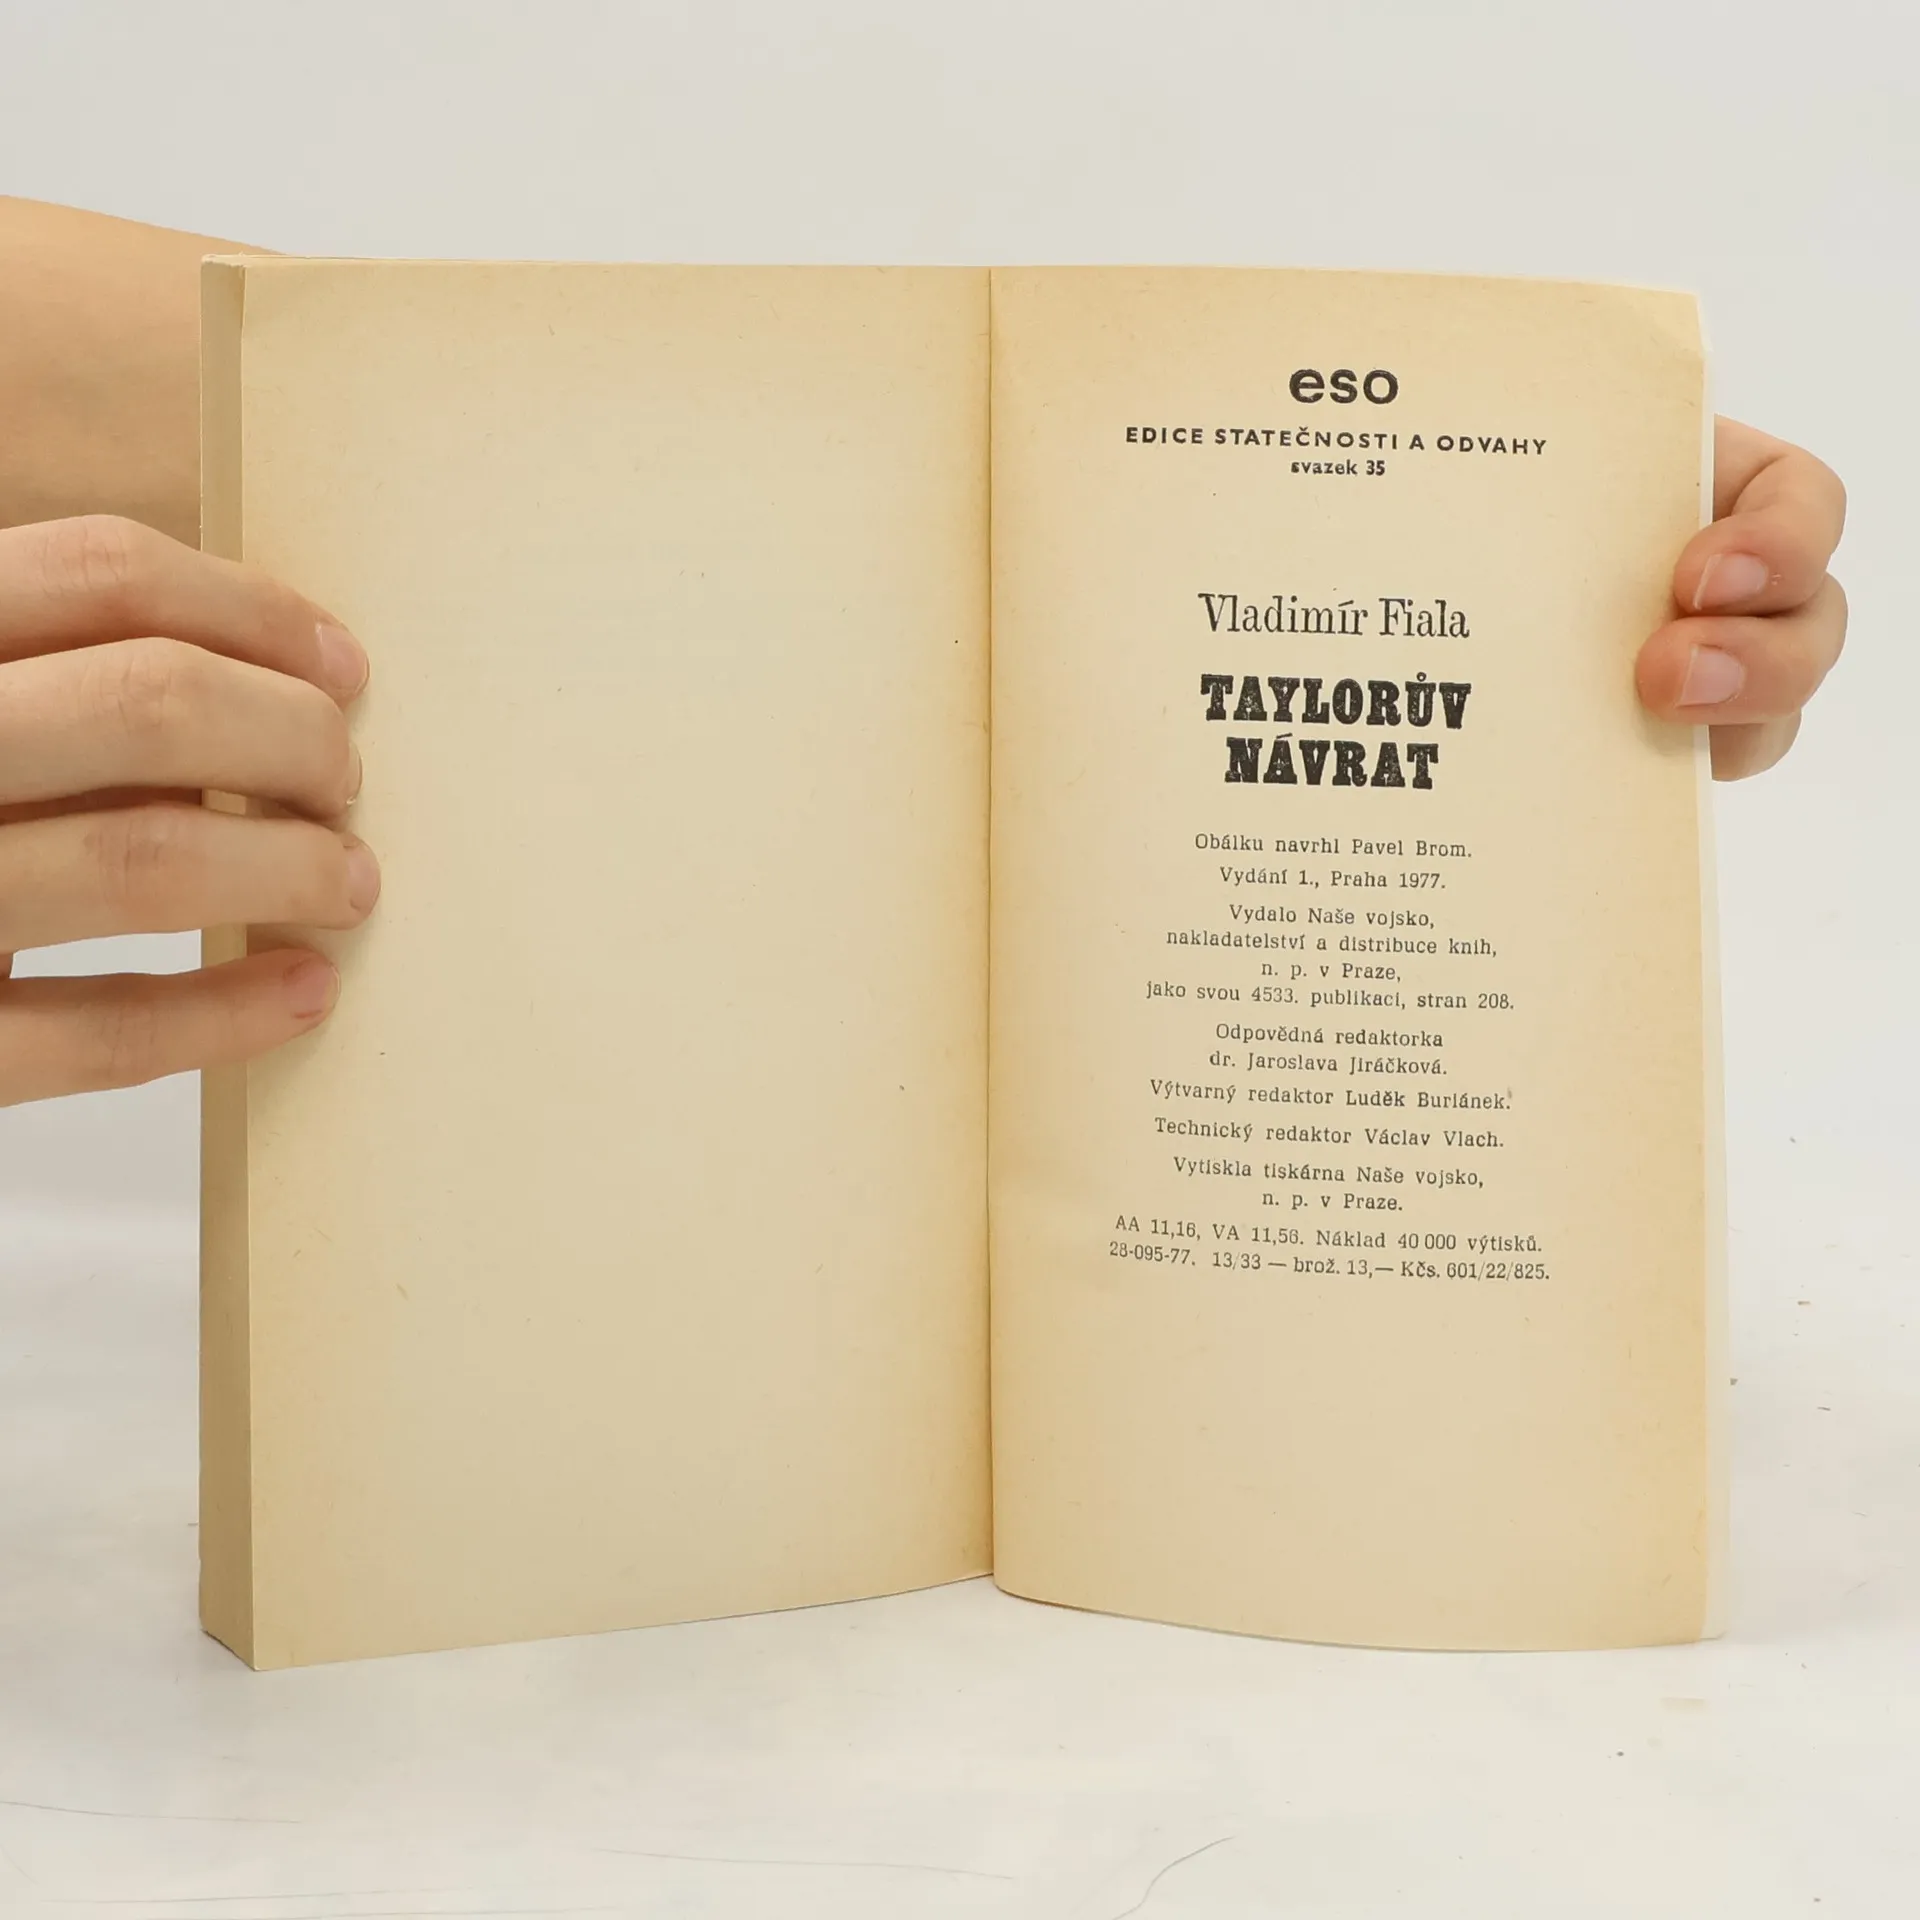 eso
EDICE STATEČNOSTI A ODVAHY
svazek 35
Vladimír Fiala
TAYLORŮV
NÁVRAT
Obálku navrhl Pavel Brom.
Vydání 1., Praha 1977.
Vydalo Naše vojsko,
nakladatelství a distribuce knih,
n. p. v Praze,
jako svou 4533. publikaci, stran 208.
Odpovědná redaktorka
dr. Jaroslava Jiráčková.
Výtvarný redaktor Luděk Buriánek.
Technický redaktor Václav Vlach.
Vytiskla tiskárna Naše vojsko,
n. p. v Praze.
AA 11,16, VA 11,56. Náklad 40 000 výtisků.
28-095-77. 13/33 — brož. 13,— Kčs. 601/22/825.